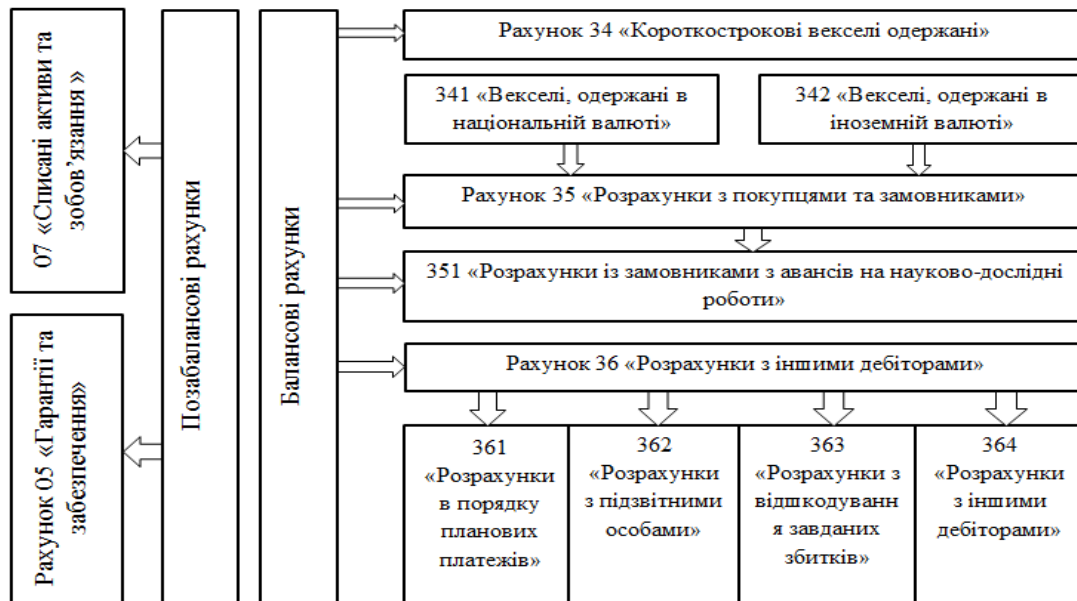 07 «Списані активи та
зобов’язання »
Рахунок 05 «Гарантії та
забезпечення»
Позабалансові рахунки
Балансові рахунки
Рахунок 34 «Короткострокові векселі одержані»
341 «Векселі, одержані в
національній валюті»
342 «Векселі, одержані в
іноземній валюті»
Рахунок 35 «Розрахунки з покупцями та замовниками»
351 «Розрахунки із замовниками з авансів на науково-дослідні
роботи»
Рахунок 36 «Розрахунки з іншими дебіторами»
361
«Розрахунки
в порядку
планових
платежів»
362
«Розрахунки
з підзвітними
особами»
363
«Розрахунки з
відшкодуванн
я завданих
збитків»
364
«Розрахунки
з іншими
дебіторами»